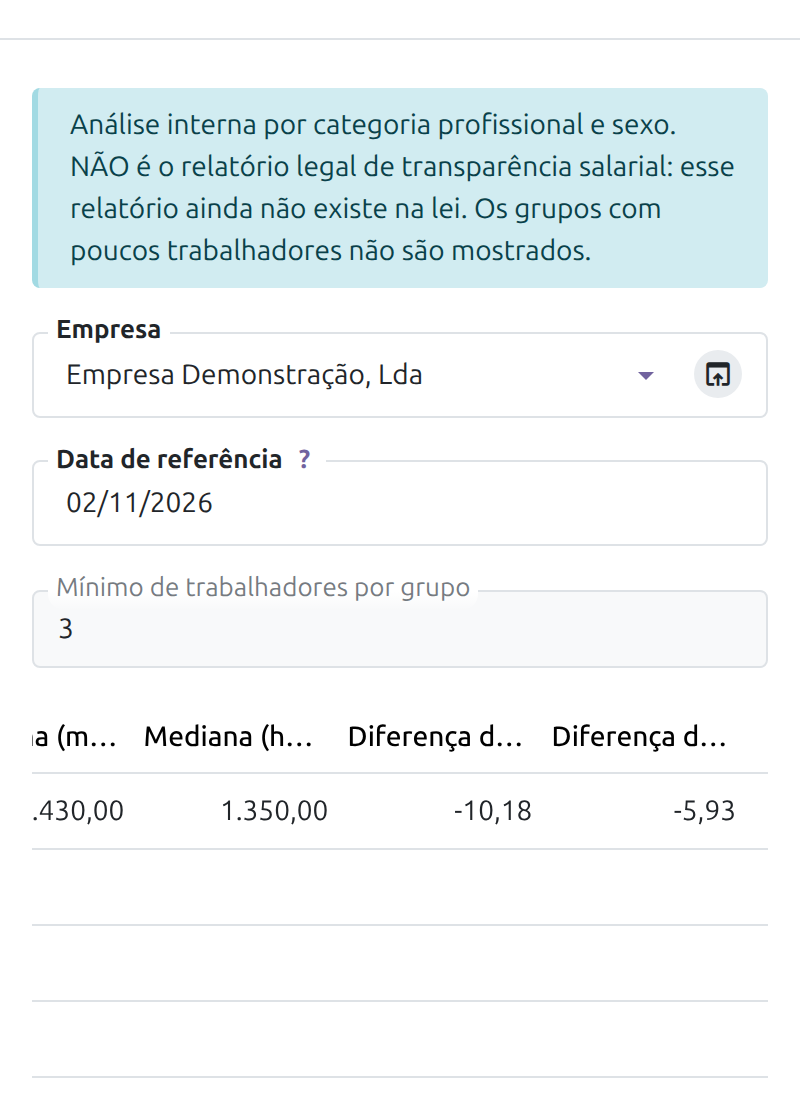 Análise interna por categoria profissional e sexo.
NÃO é o relatório legal de transparência salarial: esse
relatório ainda não existe na lei. Os grupos com
poucos trabalhadores não são mostrados.
Empresa
Empresa Demonstração, Lda
Data de referência ?
02/11/2026
Mínimo de trabalhadores por grupo
3
a (m... Mediana (h... Diferença d... Diferença d...
.430,00 1.350,00 -10,18 -5,93